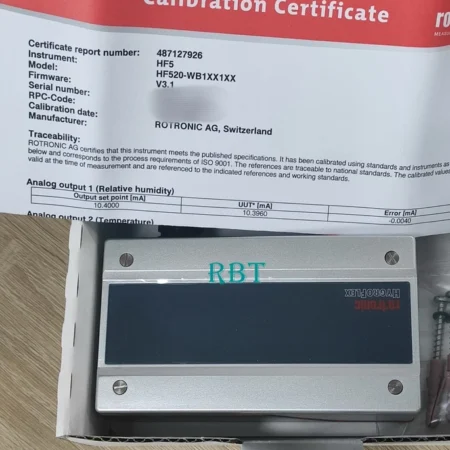 Calibration Certificate
ro
Certificate report number: 487127926
Instrument: HF5
Model: HF520-WB1XX1XX
Firmware: V3.1
Serial number:
RPC-Code:
Calibration date:
Manufacturer: ROTRONIC AG, Switzerland
Traceability:
ROTRONIC AG certifies that this instrument meets the published specifications. It has been calibrated using standards and instruments as
below and corresponds to the process requirements of ISO 9001. The references are traceable to national standards. The calibrated values
valid at the time of measurement and are referenced to the indicated references and working standards.
Analog output 1 (Relative humidity)
Output set point [mA] UUT* [mA] Error [mA]
10.4000 10.3960 -0.0040
Analog output 2 (Temperature)
RBT
rotronic
HYGROFLEX